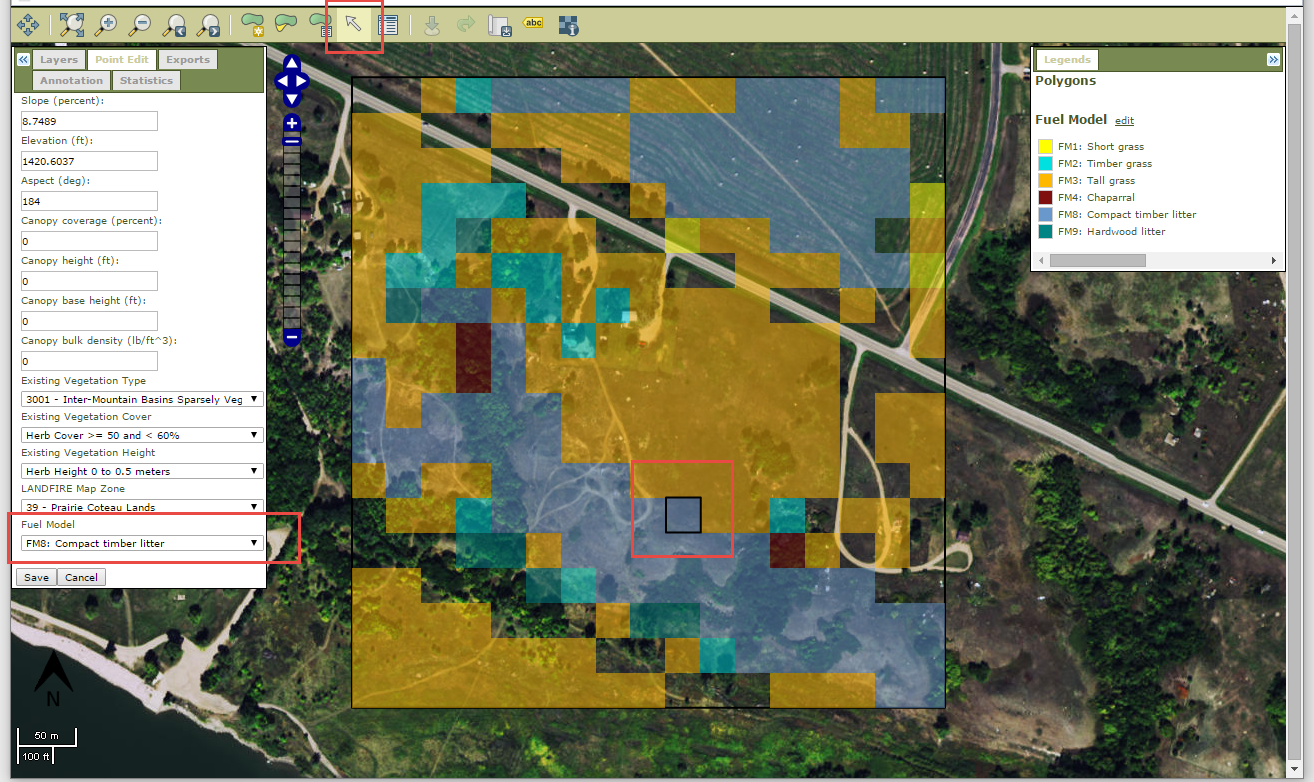 abc
Layers
Point Edit
Exports
Annotation
Statistics
Slope (percent):
8.7489
Elevation (ft):
1420.6037
Aspect (deg):
184
Canopy coverage (percent):
0
Canopy height (ft):
0
Canopy base height (ft):
0
Canopy bulk density (lb/ft^3):
0
Existing Vegetation Type
3001 - Inter-Mountain Basins Sparsely Veg
Existing Vegetation Cover
Herb Cover >= 50 and < 60%
Existing Vegetation Height
Herb Height 0 to 0.5 meters
LANDFIRE Map Zone
39 - Prairie Coteau Lands
Fuel Model
FM8: Compact timber litter
Save
Cancel
N
50 m
100 ft
Legends
Polygons
Fuel Model edit
FM1: Short grass
FM2: Timber grass
FM3: Tall grass
FM4: Chaparral
FM8: Compact timber litter
FM9: Hardwood litter